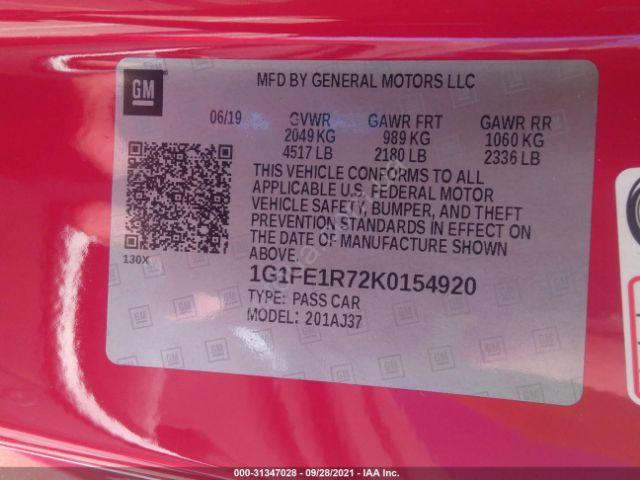 GM
MFD BY GENERAL MOTORS LLC
06/19 GVWR GAWR FRT GAWR RR
2049 KG 989 KG 1060 KG
4517 LB 2180 LB 2336 LB
THIS VEHICLE CONFORMS TO ALL
APPLICABLE U.S. FEDERAL MOTOR
VEHICLE SAFETY, BUMPER, AND THEFT
PREVENTION STANDARDS IN EFFECT ON
THE DATE OF MANUFACTURE SHOWN
ABOVE.
130X
1G1FE1R72K0154920
TYPE: PASS CAR
MODEL: 201AJ37
000-31347028 - 09/28/2021 - IAA Inc.